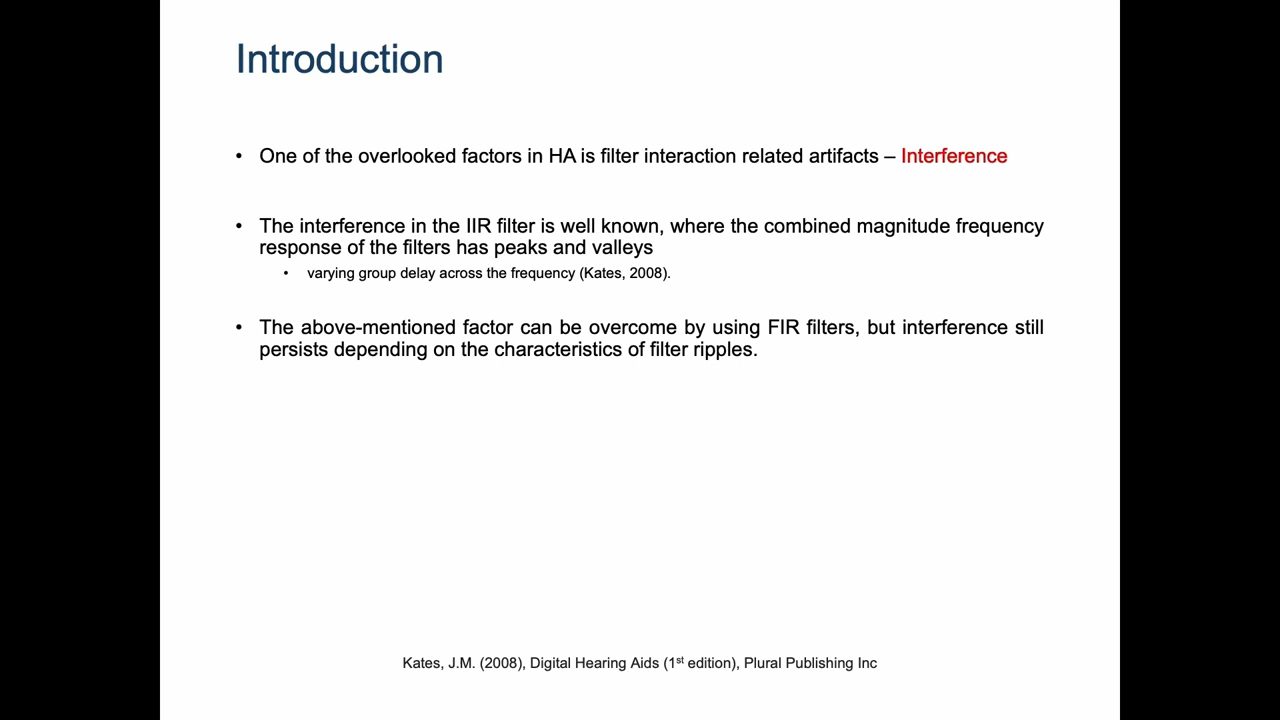 Introduction
• One of the overlooked factors in HA is filter interaction related artifacts – Interference
• The interference in the IIR filter is well known, where the combined magnitude frequency
response of the filters has peaks and valleys
• varying group delay across the frequency (Kates, 2008).
• The above-mentioned factor can be overcome by using FIR filters, but interference still
persists depending on the characteristics of filter ripples.
Kates, J.M. (2008), Digital Hearing Aids (1st edition), Plural Publishing Inc